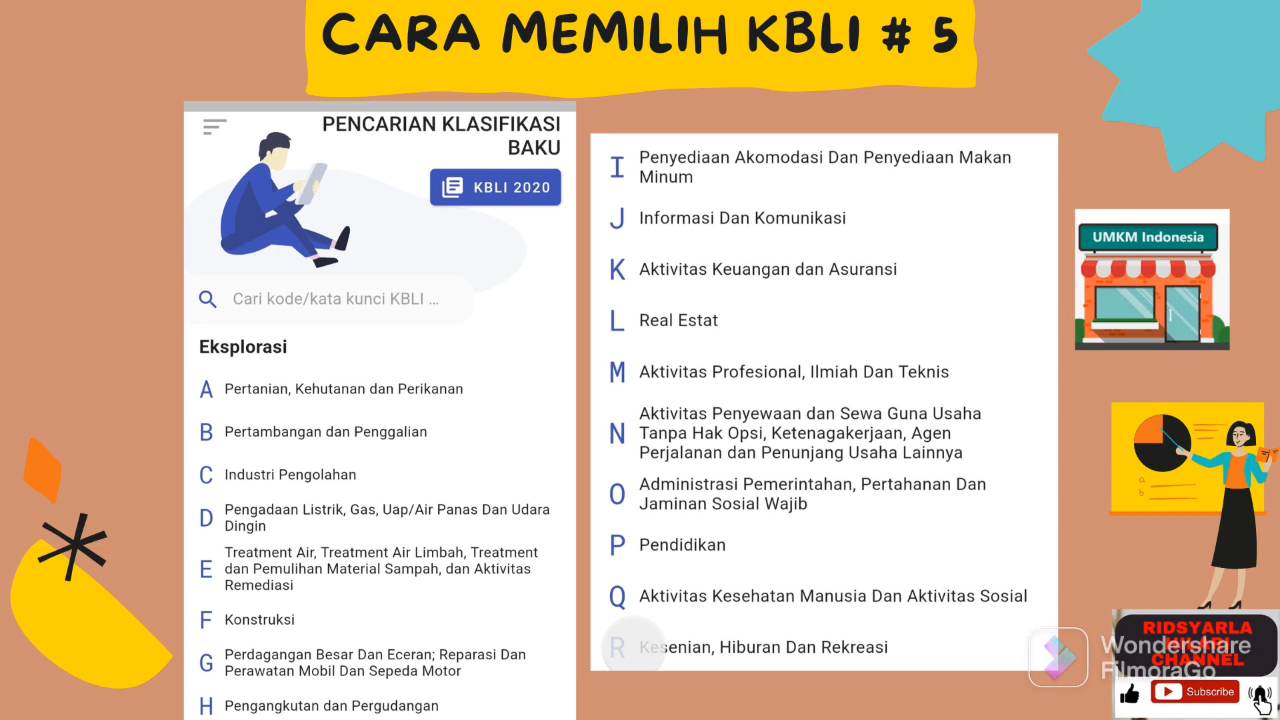 CARA MEMILIH KBLI # 5
PENCARIAN KLASIFIKASI
BAKU
KBLI 2020
Cari kode/kata kunci KBLI ...
Eksplorasi
A Pertanian, Kehutanan dan Perikanan
B Pertambangan dan Penggalian
C Industri Pengolahan
D Pengadaan Listrik, Gas, Uap/Air Panas Dan Udara
Dingin
E Treatment Air, Treatment Air Limbah, Treatment
dan Pemulihan Material Sampah, dan Aktivitas
Remediasi
F Konstruksi
G Perdagangan Besar Dan Eceran; Reparasi Dan
Perawatan Mobil Dan Sepeda Motor
H Pengangkutan dan Pergudangan
I Penyediaan Akomodasi Dan Penyediaan Makan
Minum
J Informasi Dan Komunikasi
K Aktivitas Keuangan dan Asuransi
L Real Estat
M Aktivitas Profesional, Ilmiah Dan Teknis
N Aktivitas Penyewaan dan Sewa Guna Usaha
Tanpa Hak Opsi, Ketenagakerjaan, Agen
Perjalanan dan Penunjang Usaha Lainnya
O Administrasi Pemerintahan, Pertahanan Dan
Jaminan Sosial Wajib
P Pendidikan
Q Aktivitas Kesehatan Manusia Dan Aktivitas Sosial
R Kesenian, Hiburan Dan Rekreasi
UMKM Indonesia
a
b
RIDSYARLA
CHANNEL
Wondershare
FilmoraGo
Subscribe